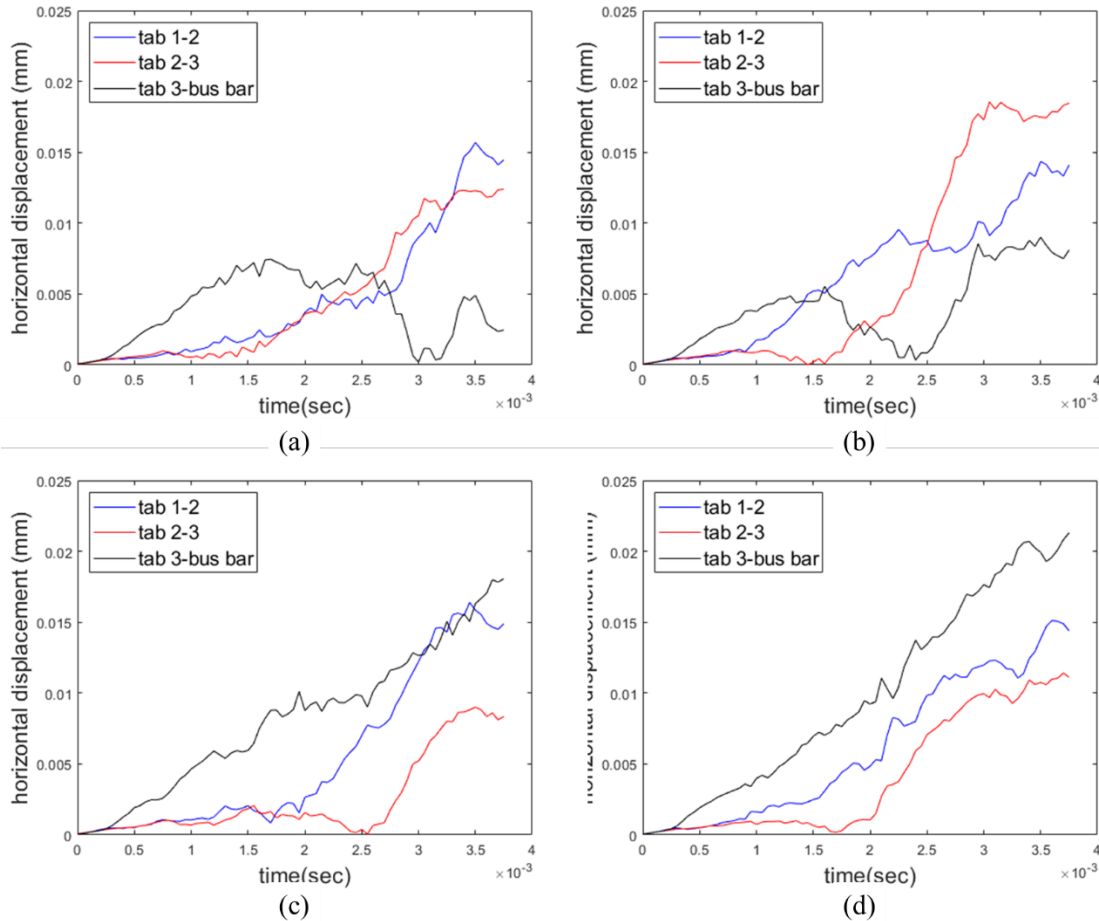 0.025
0.02
0.015
0.01
0.005
0
horizontal displacement (mm)
tab 1-2
tab 2-3
tab 3-bus bar
0 0.5 1 1.5 2 2.5 3 3.5 4
×10⁻³
time(sec)
(a)
0.025
0.02
0.015
0.01
0.005
0
horizontal displacement (mm)
tab 1-2
tab 2-3
tab 3-bus bar
0 0.5 1 1.5 2 2.5 3 3.5 4
×10⁻³
time(sec)
(b)
0.025
0.02
0.015
0.01
0.005
0
horizontal displacement (mm)
tab 1-2
tab 2-3
tab 3-bus bar
0 0.5 1 1.5 2 2.5 3 3.5 4
×10⁻³
time(sec)
(c)
0.025
0.02
0.015
0.01
0.005
0
horizontal displacement (mm)
tab 1-2
tab 2-3
tab 3-bus bar
0 0.5 1 1.5 2 2.5 3 3.5 4
×10⁻³
time(sec)
(d)